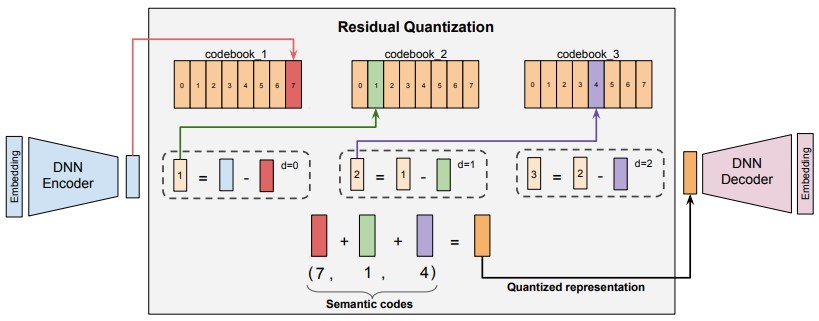 Residual Quantization
codebook_1 codebook_2 codebook_3
0 1 2 3 4 5 6 7 0 1 2 3 4 5 6 7 0 1 2 3 4 5 6 7
Embedding
DNN
Encoder
1 = - d=0
2 = 1 - d=1
3 = 2 - d=2
DNN
Decoder
Embedding
+ + =
(7, 1, 4)
Semantic codes
Quantized representation